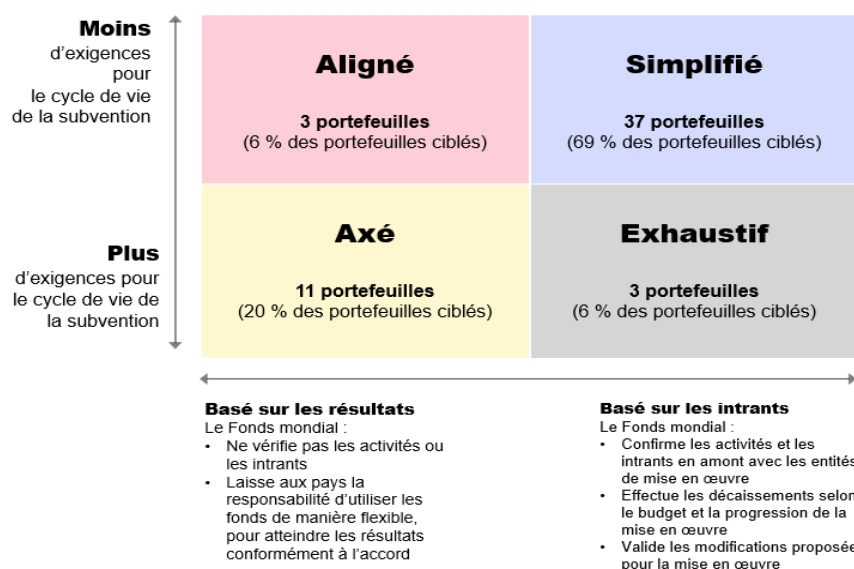 Moins
d’exigences
pour
le cycle de vie
de la subvention
Aligné
3 portefeuilles
(6 % des portefeuilles ciblés)
Simplifié
37 portefeuilles
(69 % des portefeuilles ciblés)
Plus
d’exigences pour
le cycle de vie de
la subvention
Axé
11 portefeuilles
(20 % des portefeuilles ciblés)
Exhaustif
3 portefeuilles
(6 % des portefeuilles ciblés)
Basé sur les résultats
Le Fonds mondial :
• Ne vérifie pas les activités ou
les intrants
• Laisse aux pays la
responsabilité d’utiliser les
fonds de manière flexible,
pour atteindre les résultats
conformément à l’accord
Basé sur les intrants
Le Fonds mondial :
• Confirme les activités et les
intrants en amont avec les entités
de mise en œuvre
• Effectue les décaissements selon
le budget et la progression de la
mise en œuvre
• Valide les modifications proposée
pour la mise en œuvre